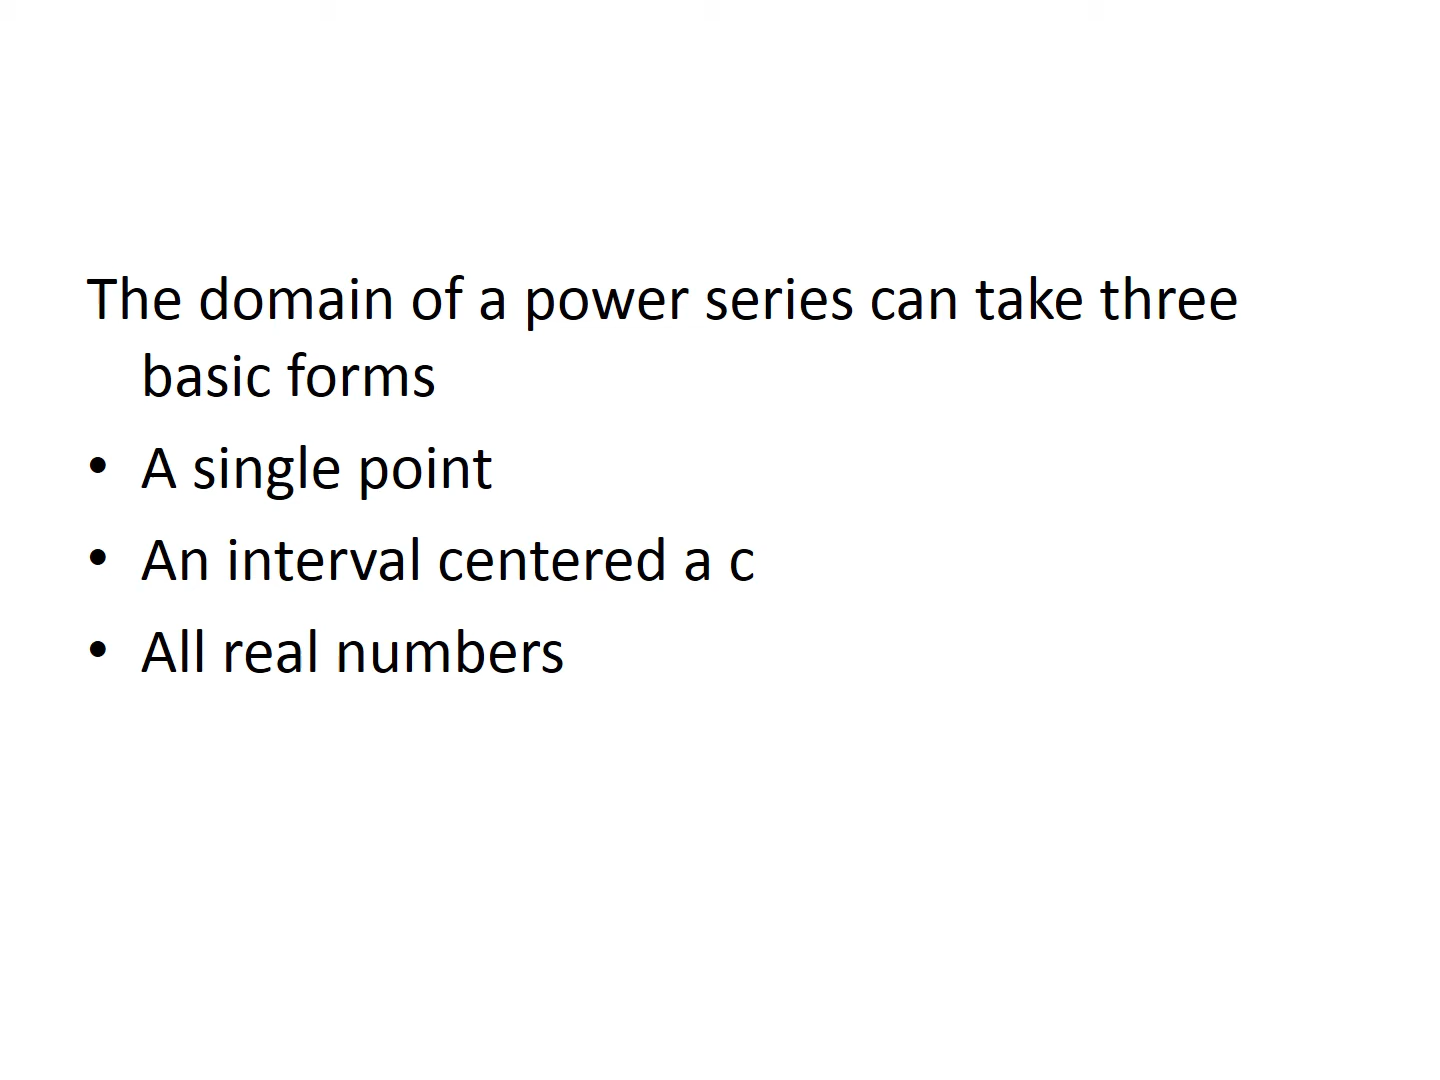 The domain of a power series can take three
basic forms
• A single point
• An interval centered a c
• All real numbers